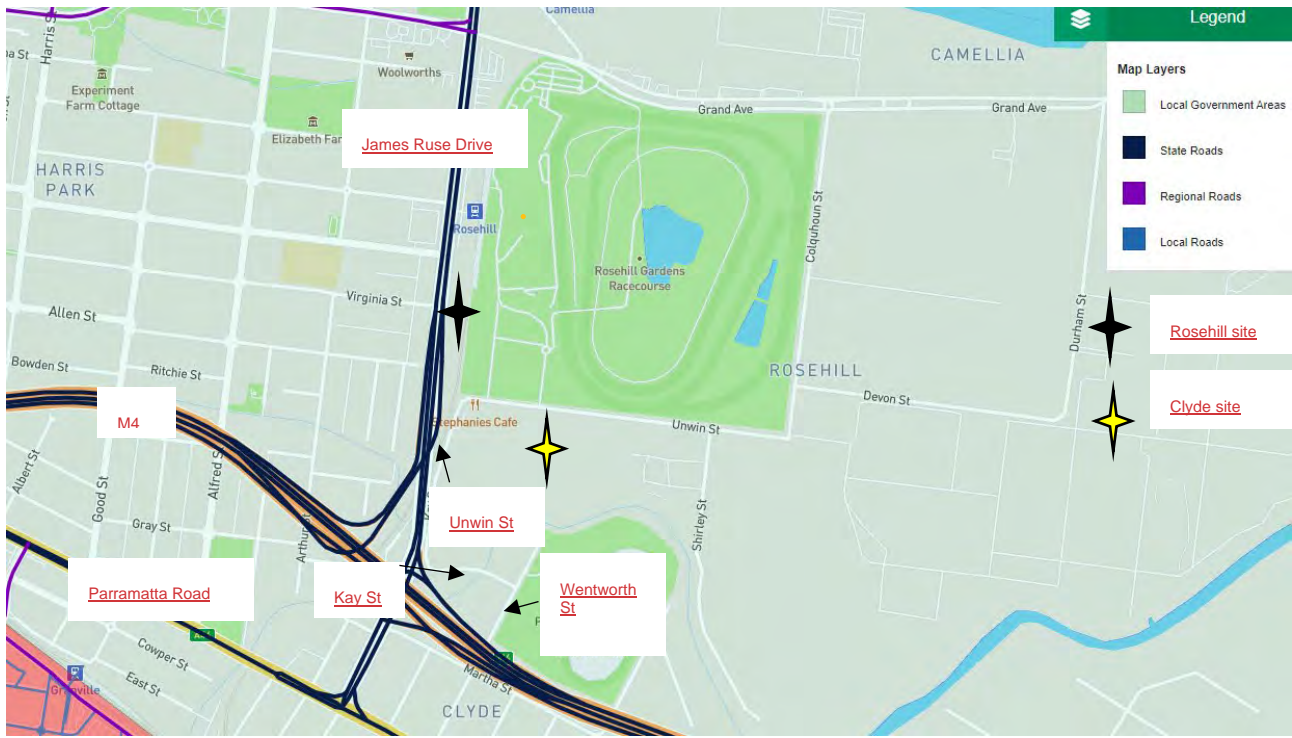 Harris St
Camellia
Legend
Woolworths
CAMELLIA
Map Layers
Experiment
Farm Cottage
Grand Ave
Grand Ave
Local Government Areas
Elizabeth Far
James Ruse Drive
State Roads
HARRIS
PARK
Regional Roads
Rosehill
Colquhoun St
Local Roads
Rosehill Gardens
Racecourse
Virginia St
Durham St
Allen St
Rosehill site
Bowden St
Ritchie St
ROSEHILL
Devon St
Clyde site
M4
Stephanies Cafe
Unwin St
Albert St
Good St
Alfred St
Gray St
Arthur St
Unwin St
Shirley St
Parramatta Road
Kay St
Wentworth
St
Cowper St
East St
Granville
Martha St
CLYDE